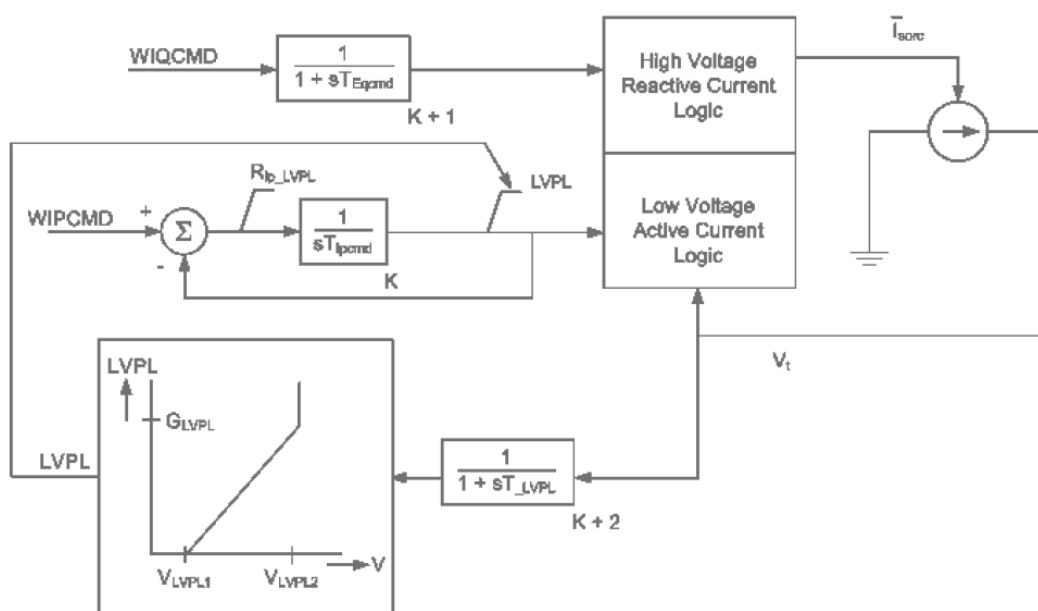 WIQCMD
1
1 + sT_Eqcmd
K + 1
High Voltage
Reactive Current
Logic
I_sorc
R_Ip_LVPL
LVPL
WIPCMD
+
Σ
-
1
sT_Ipcmd
K
Low Voltage
Active Current
Logic
V_t
LVPL
G_LVPL
LVPL
V_LVPL1
V_LVPL2
V
1
1 + sT_LVPL
K + 2